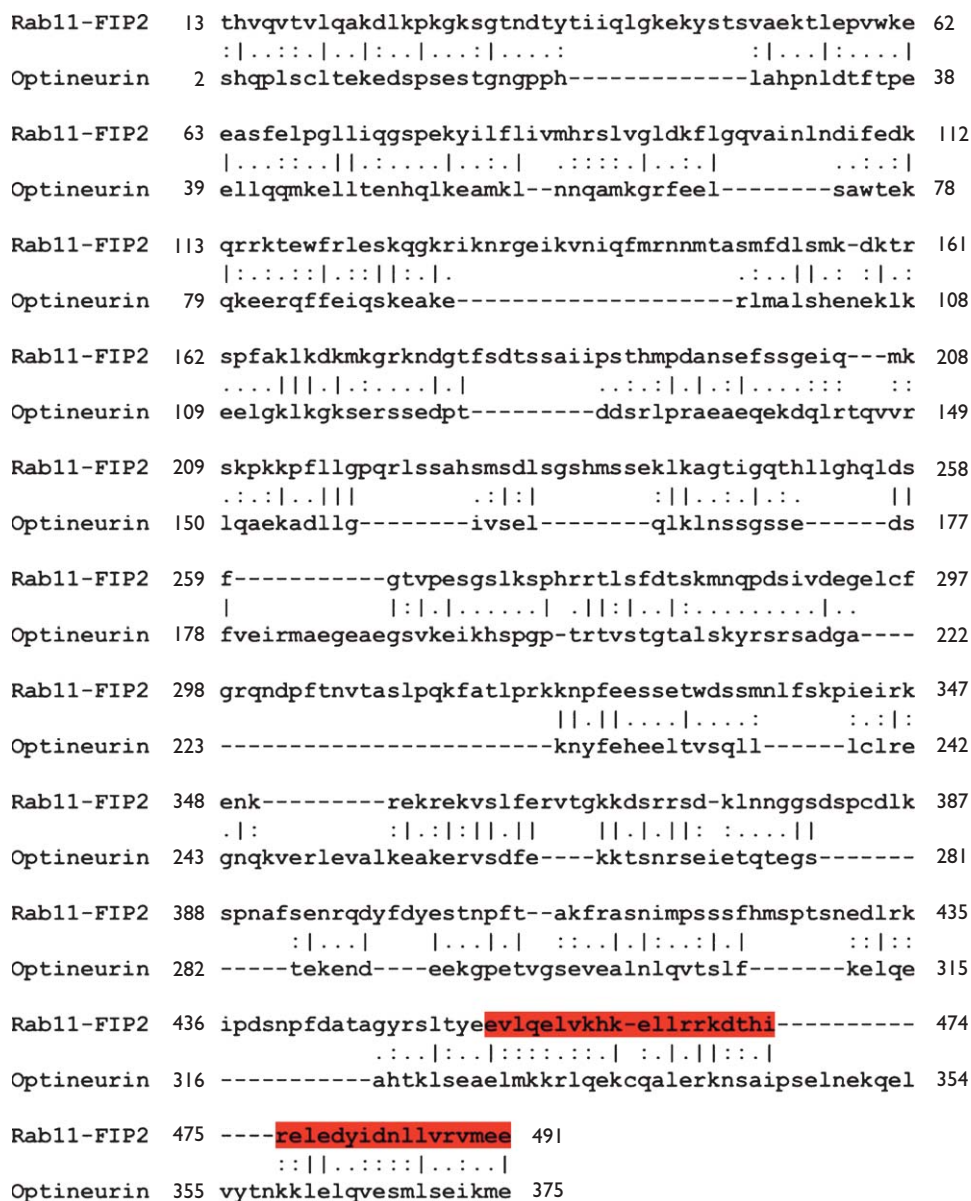 Rab11-FIP2 13 thvqvtvlqakdlkpkgksgtndtytiiqlgkekystsvaektlepvwke 62
:|..::.|..|:..|...:|....: :|...|:....|
Optineurin 2 shqplscltekedspsestgngpph-------------lahpnldtftpe 38
Rab11-FIP2 63 easfelpglliqgspekyilflivmhrslvgldkflgqvainlndifedk 112
|...::..||.:....|..:.| .::::.|..:.| ..:.:|
Optineurin 39 ellqqmkelltenhqlkeamkl--nnqamkgrfeel--------sawtek 78
Rab11-FIP2 113 qrrktewfrleskqgkriknrgeikvniqfmrnnmtasmfdlsmk-dktr 161
|:.:.::|.::||:.|. .:..||.: :|.:
Optineurin 79 qkeerqffeiqskeake-------------------rlmalsheneklk 108
Rab11-FIP2 162 spfaklkdkmkgrkndgtfsdtssaiipsthmpdansefssgeiq---mk 208
....|||.|.:....|.| ..:.:|.|.:|....::: ::
Optineurin 109 eelgklkgksersse​dpt---------ddsrlpraeaeqekdqlrtqvvr 149
Rab11-FIP2 209 skpkkpfllgpqrlssahsmsdlsgshmsseklkagtigqthllghqlds 258
.:.:|..||| .:|:| :||..:.|.:. ||
Optineurin 150 lqaekadllg--------ivsel--------qlklnssgsse------ds 177
Rab11-FIP2 259 f-----------gtvpesgslksphrrtlsfdtskmnqpdsivdegelcf 297
| |:|.|......| .||:|..|:.........|..
Optineurin 178 fveirmaegeaegsvkeikhspgp-trtvstgtalskyrsrsadga---- 222
Rab11-FIP2 298 grqndpftnvtaslpqkfatlprkknpfeessetwdssmnlfskpieirk 347
||.||....|....: :.:|:
Optineurin 223 -----------------------knyfeheeltvsqll------lclre 242
Rab11-FIP2 348 enk---------rekrekvslfervtgkkdsrrsd-klnnggsdspcdlk 387
.|: :|.:|:||.|| ||.|.||: :....||
Optineurin 243 gnqkverlevalkeakervsdfe----kktsnrseietqtegs------- 281
Rab11-FIP2 388 spnafsenrqdyfdyestnpft--akfrasnimpsssfhmsptsnedlrk 435
:|...| |...|.| ::..|.|:..:|.| ::|::
Optineurin 282 -----tekend----eekgpetvgsevealnlqvtslf-------kelqe 315
Rab11-FIP2 436 ipdsnpfdatagyrsltyeevlqelvkhk-ellrrkdthi---------- 474
.:..|:..|::::.::.| :.|.||::.|
Optineurin 316 -----------ahtklseaelmkkrlqekcqalerknsaipselnekqel 354
Rab11-FIP2 475 ----reledyidnllvrvmee 491
::||..::::|..:..|
Optineurin 355 vytnkklelqvesmlseikme 375